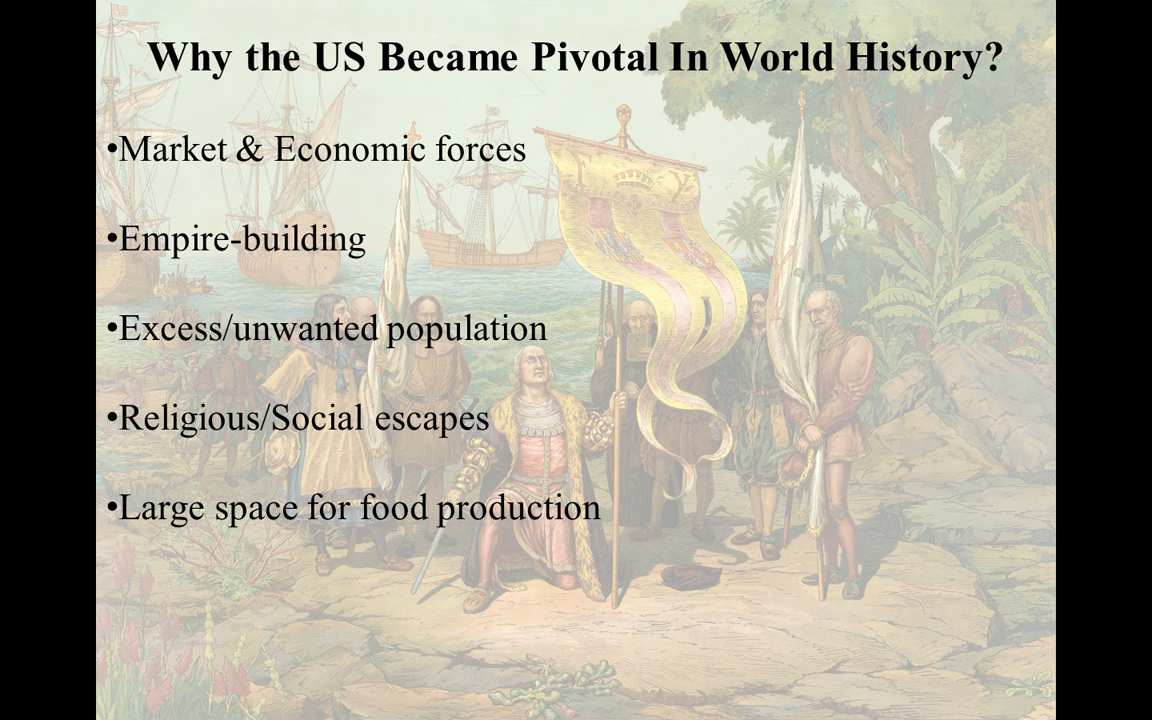 Why the US Became Pivotal In World History?
•Market & Economic forces
•Empire-building
•Excess/unwanted population
•Religious/Social escapes
•Large space for food production